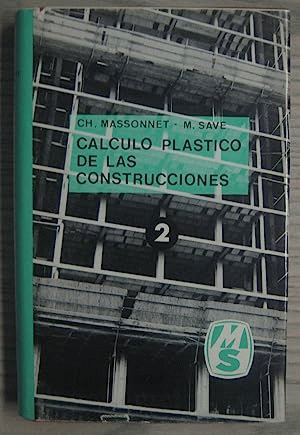 CH. MASSONNET - M. SAVE
CALCULO PLASTICO
DE LAS
CONSTRUCCIONES
2
MS